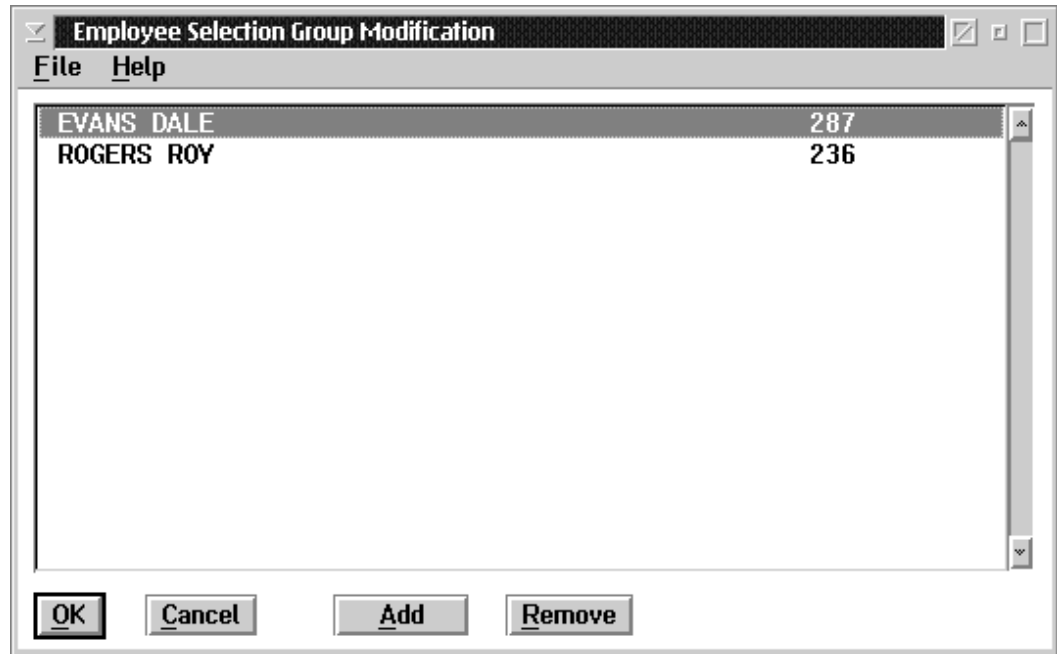 Employee Selection Group Modification
File Help
EVANS DALE 287
ROGERS ROY 236
OK Cancel Add Remove